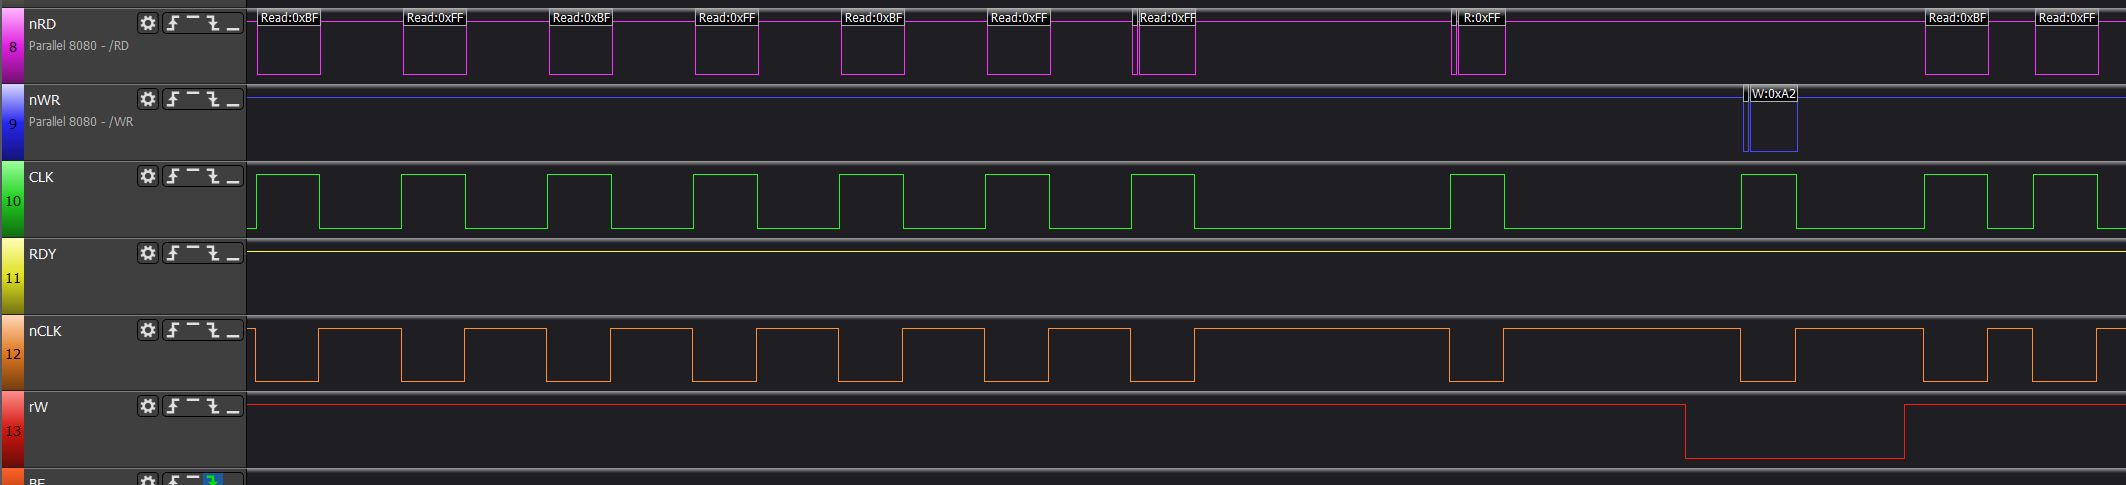 nRD
8
Parallel 8080 - /RD
Read:0xBF
Read:0xFF
Read:0xBF
Read:0xFF
Read:0xBF
Read:0xFF
Read:0xFF
R:0xFF
Read:0xBF
Read:0xFF
nWR
9
Parallel 8080 - /WR
W:0xA2
CLK
10
RDY
11
nCLK
12
rW
13
BE